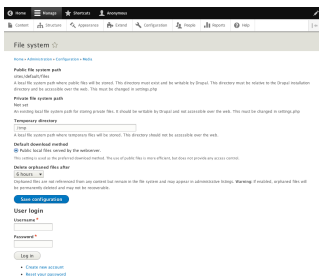 Home Manage Shortcuts Anonymous
Content Structure Appearance Extend Configuration People Reports Help
File system
Home » Administration » Configuration » Media
Public file system path
sites/default/files
A local file system path where public files will be stored. This directory must exist and be writable by Drupal. This directory must be relative to the Drupal installation
directory and be accessible over the web. This must be changed in settings.php
Private file system path
Not set
An existing local file system path for storing private files. It should be writable by Drupal and not accessible over the web. This must be changed in settings.php
Temporary directory
/tmp
A local file system path where temporary files will be stored. This directory should not be accessible over the web.
Default download method
Public local files served by the webserver.
This setting is used as the preferred download method. The use of public files is more efficient, but does not provide any access control.
Delete orphaned files after
6 hours
Orphaned files are not referenced from any content but remain in the file system and may appear in administrative listings. Warning: If enabled, orphaned files will
be permanently deleted and may not be recoverable.
Save configuration
User login
Username *
Password *
Log in
Create new account
Reset your password